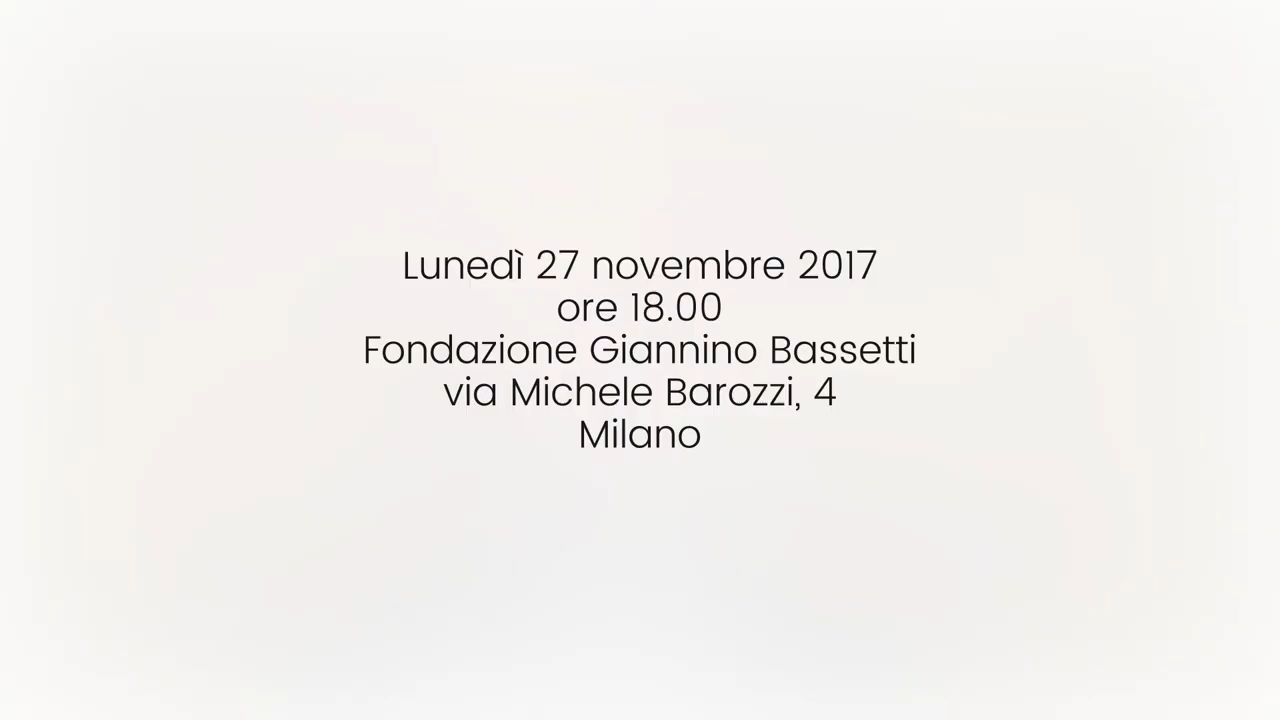 Lunedì 27 novembre 2017
ore 18.00
Fondazione Giannino Bassetti
via Michele Barozzi, 4
Milano